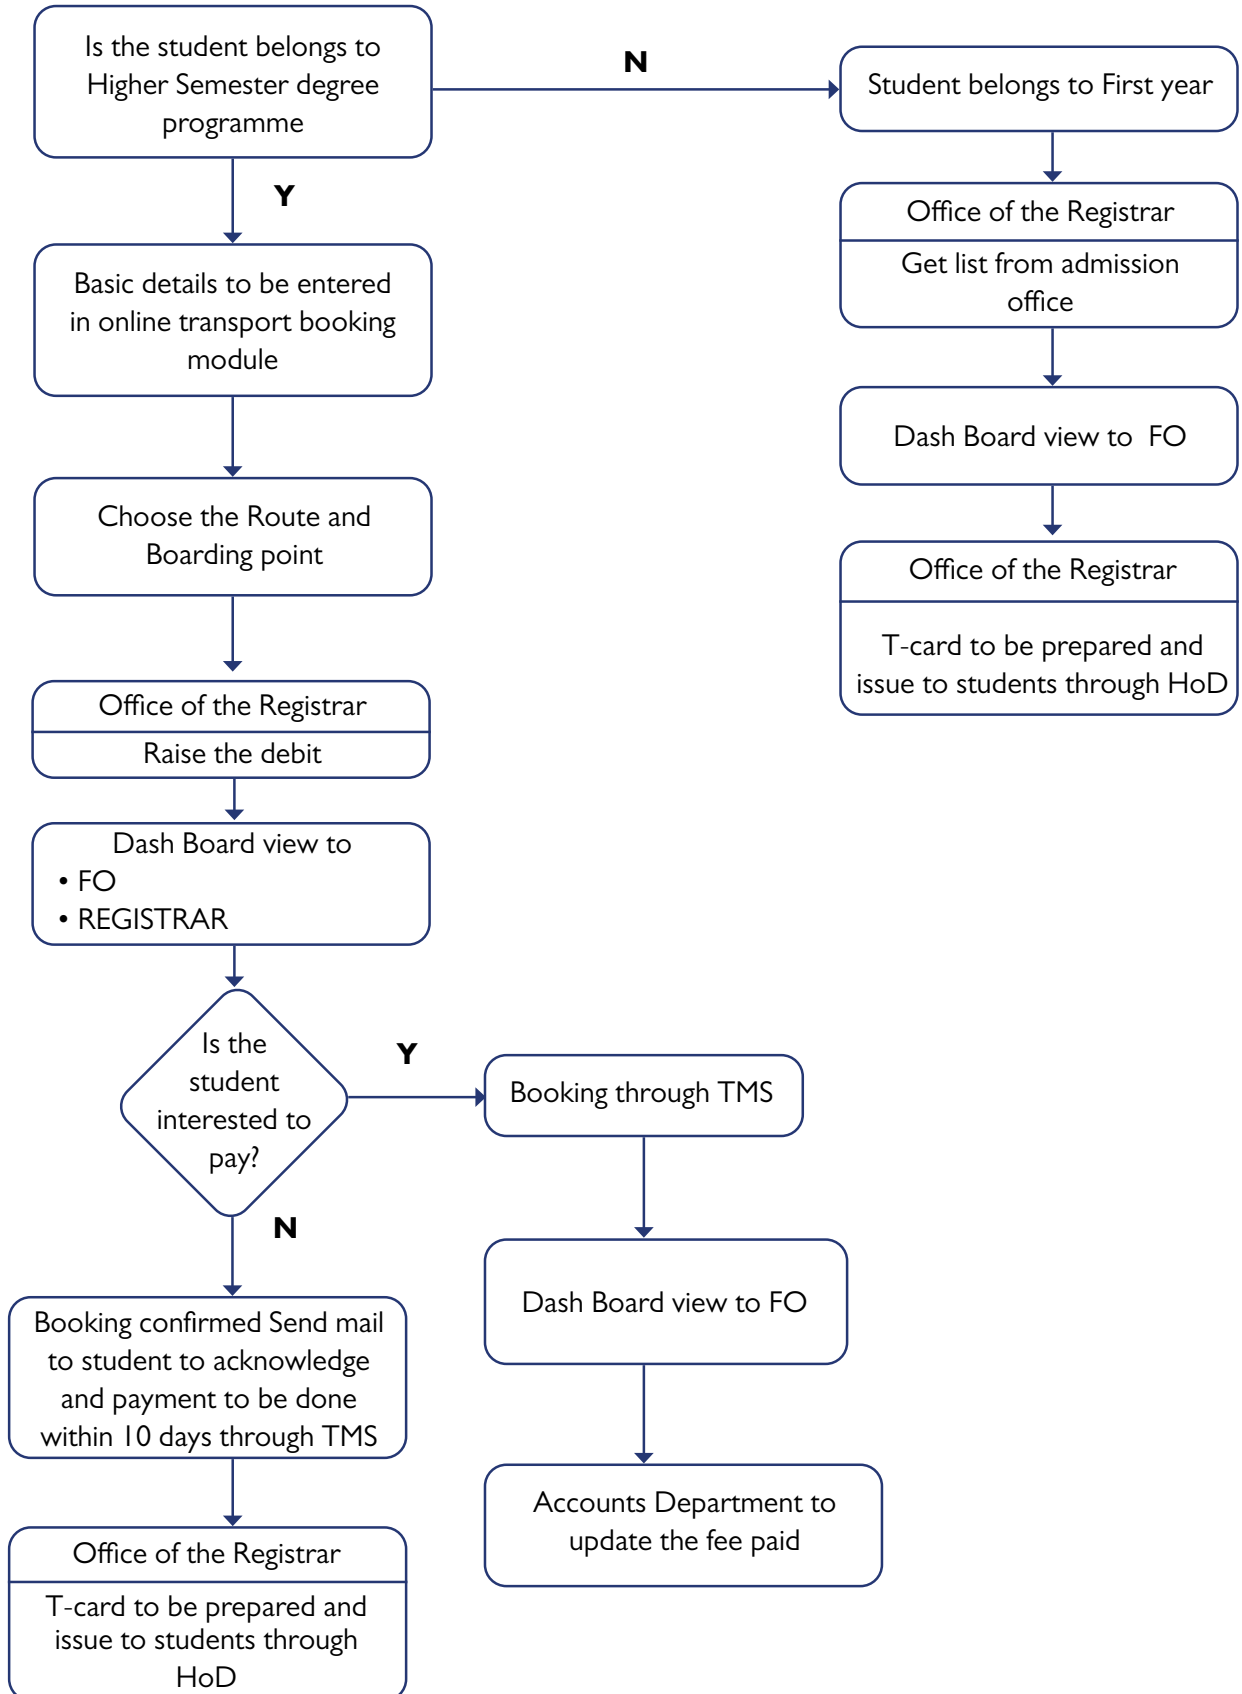 Is the student belongs to
Higher Semester degree
programme
N
Student belongs to First year
Y
Office of the Registrar
Get list from admission
office
Basic details to be entered
in online transport booking
module
Dash Board view to FO
Choose the Route and
Boarding point
Office of the Registrar
T-card to be prepared and
issue to students through HoD
Office of the Registrar
Raise the debit
Dash Board view to
• FO
• REGISTRAR
Is the
student
interested to
pay?
Y
Booking through TMS
N
Dash Board view to FO
Booking confirmed Send mail
to student to acknowledge
and payment to be done
within 10 days through TMS
Accounts Department to
update the fee paid
Office of the Registrar
T-card to be prepared and
issue to students through
HoD